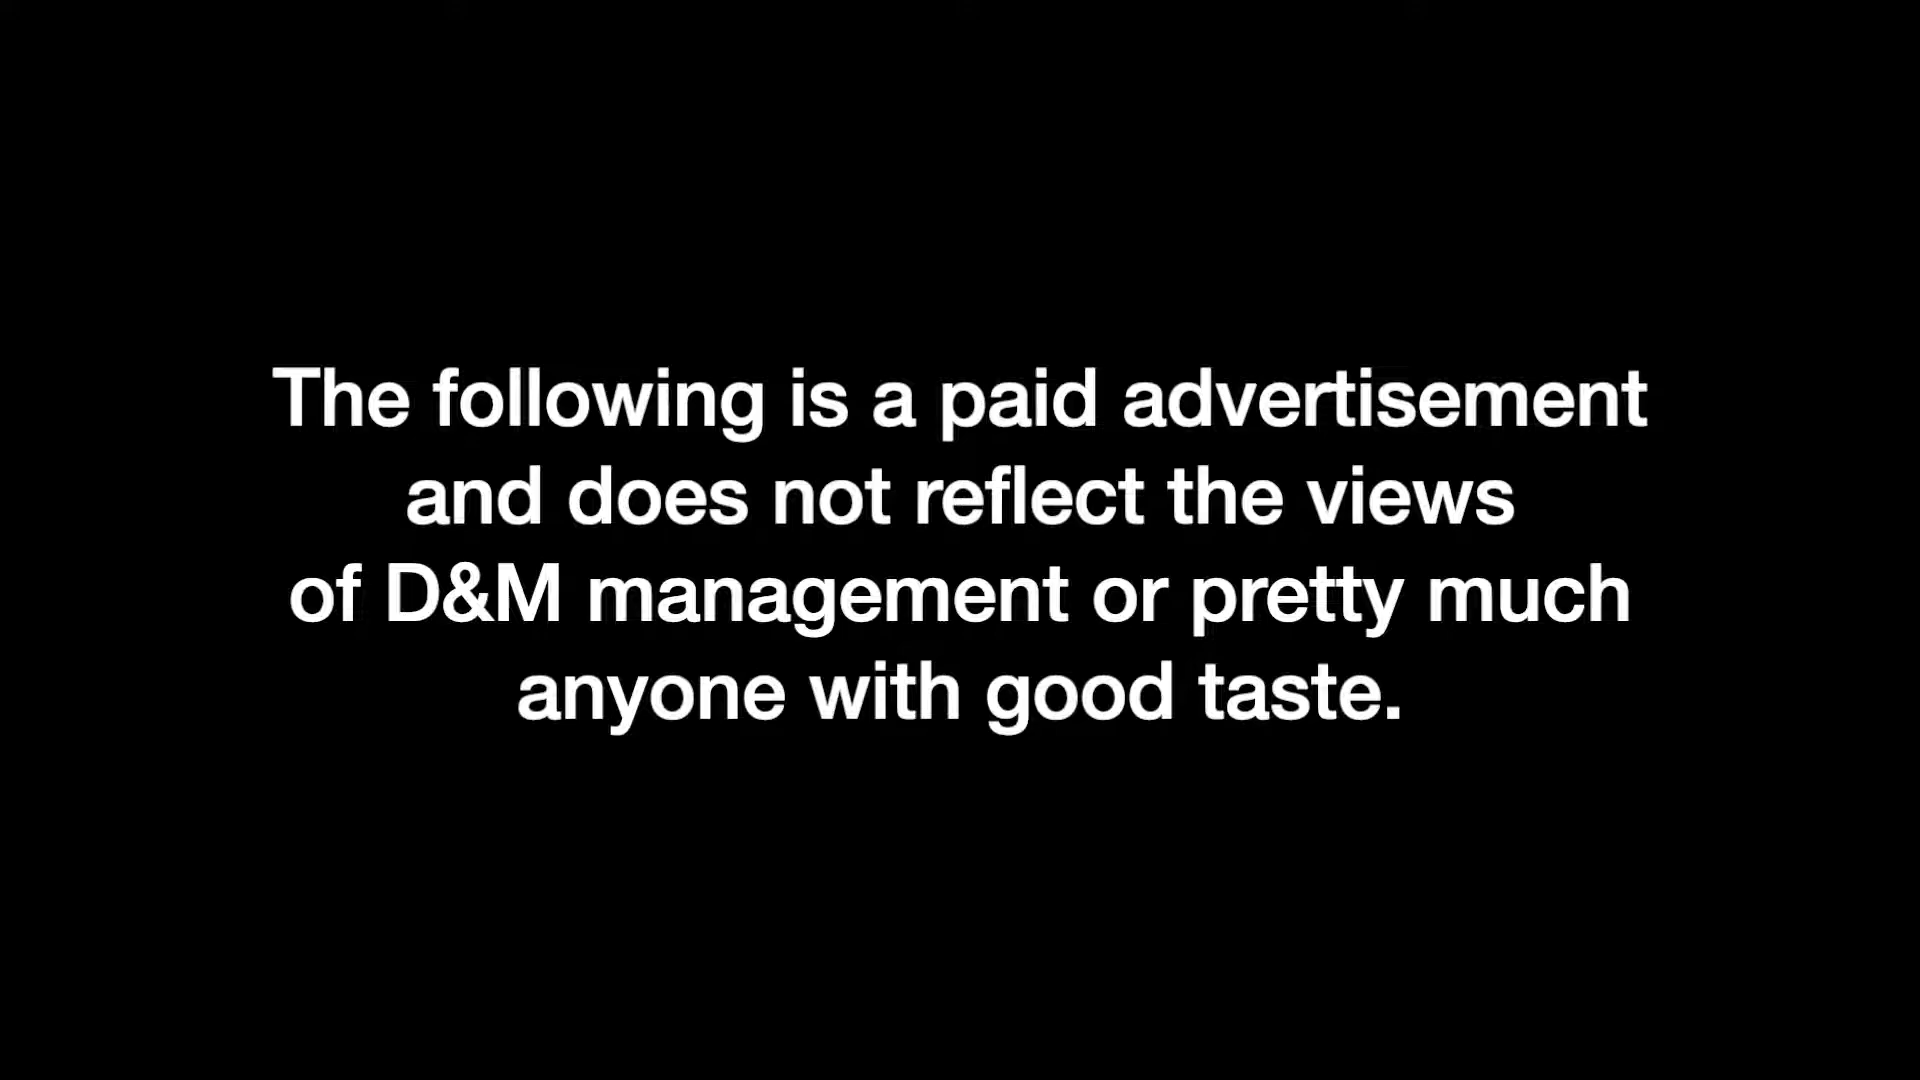 The following is a paid advertisement
and does not reflect the views
of D&M management or pretty much
anyone with good taste.